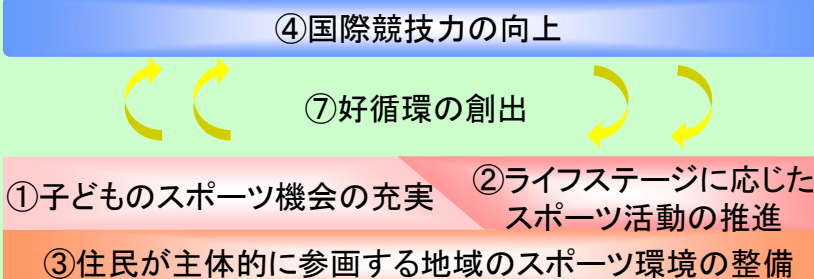 ④国際競技力の向上
⑦好循環の創出
①子どものスポーツ機会の充実
②ライフステージに応じた
スポーツ活動の推進
③住民が主体的に参画する地域のスポーツ環境の整備